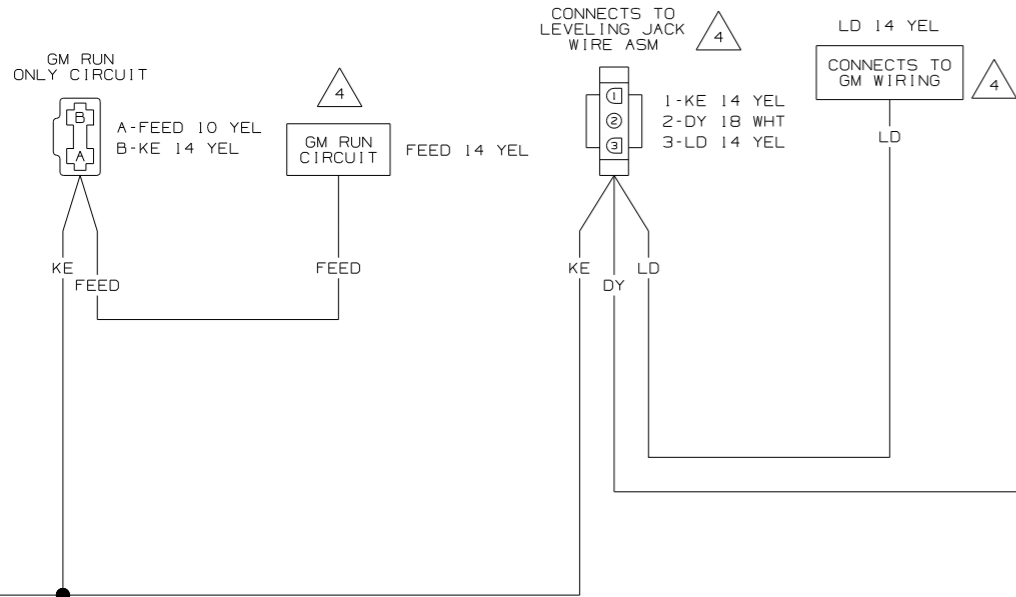 GM RUN
ONLY CIRCUIT
B
A
A-FEED 10 YEL
B-KE 14 YEL
4
GM RUN
CIRCUIT
FEED 14 YEL
KE
FEED
FEED
CONNECTS TO
LEVELING JACK
WIRE ASM
4
1
2
3
1-KE 14 YEL
2-DY 18 WHT
3-LD 14 YEL
KE
DY
LD
LD 14 YEL
CONNECTS TO
GM WIRING
4
LD